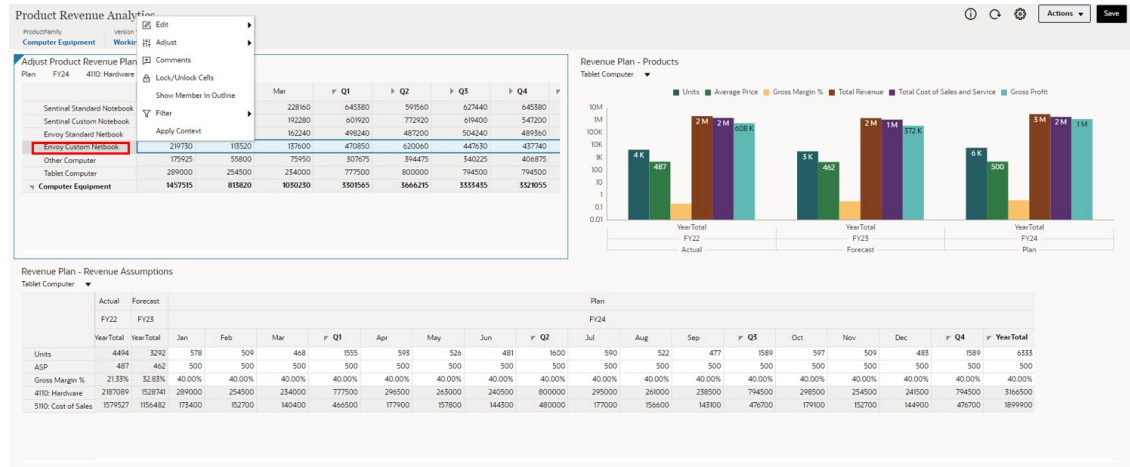 Product Revenue Analytics
Actions
Save
ProductFamily Version
Computer Equipment Workin
Edit
Adjust
Comments
Lock/Unlock Cells
Show Member In Outline
Filter
Apply Context
Adjust Product Revenue Plan
Plan FY24 4110: Hardware
Mar Q1 Q2 Q3 Q4
Sentinal Standard Notebook 228160 645380 591560 627440 645380
Sentinal Custom Notebook 192280 601920 772920 619400 547200
Envoy Standard Netbook 162240 498240 487200 504240 489360
Envoy Custom Netbook 219730 113520 137600 470850 620060 447630 437740
Other Computer 175925 55800 75950 307675 394475 340225 406875
Tablet Computer 289000 254500 234000 777500 800000 794500 794500
Computer Equipment 1457515 813820 1030230 3301565 3666215 3333435 3321055
Revenue Plan - Products
Tablet Computer
Units Average Price Gross Margin % Total Revenue Total Cost of Sales and Service Gross Profit
10M
1M
100K
10K
1K
100
10
1
0.1
0.01
4 K 487 2 M 2 M 608 K
3 K 462 2 M 1 M 372 K
6 K 500 3 M 2 M 1 M
YearTotal YearTotal YearTotal
FY22 FY23 FY24
Actual Forecast Plan
Revenue Plan - Revenue Assumptions
Tablet Computer
Actual Forecast Plan
FY22 FY23 FY24
YearTotal YearTotal Jan Feb Mar Q1 Apr May Jun Q2 Jul Aug Sep Q3 Oct Nov Dec Q4 YearTotal
Units 4494 3292 578 509 468 1555 593 526 481 1600 590 522 477 1589 597 509 483 1589 6333
ASP 487 462 500 500 500 500 500 500 500 500 500 500 500 500 500 500 500 500 500
Gross Margin % 21.33% 32.83% 40.00% 40.00% 40.00% 40.00% 40.00% 40.00% 40.00% 40.00% 40.00% 40.00% 40.00% 40.00% 40.00% 40.00% 40.00% 40.00% 40.00%
4110: Hardware 2187089 1528741 289000 254500 234000 777500 296500 263000 240500 800000 295000 261000 238500 794500 298500 254500 241500 794500 3166500
5110: Cost of Sales 1579527 1156482 173400 152700 140400 466500 177900 157800 144300 480000 177000 156600 143100 476700 179100 152700 144900 476700 1899900